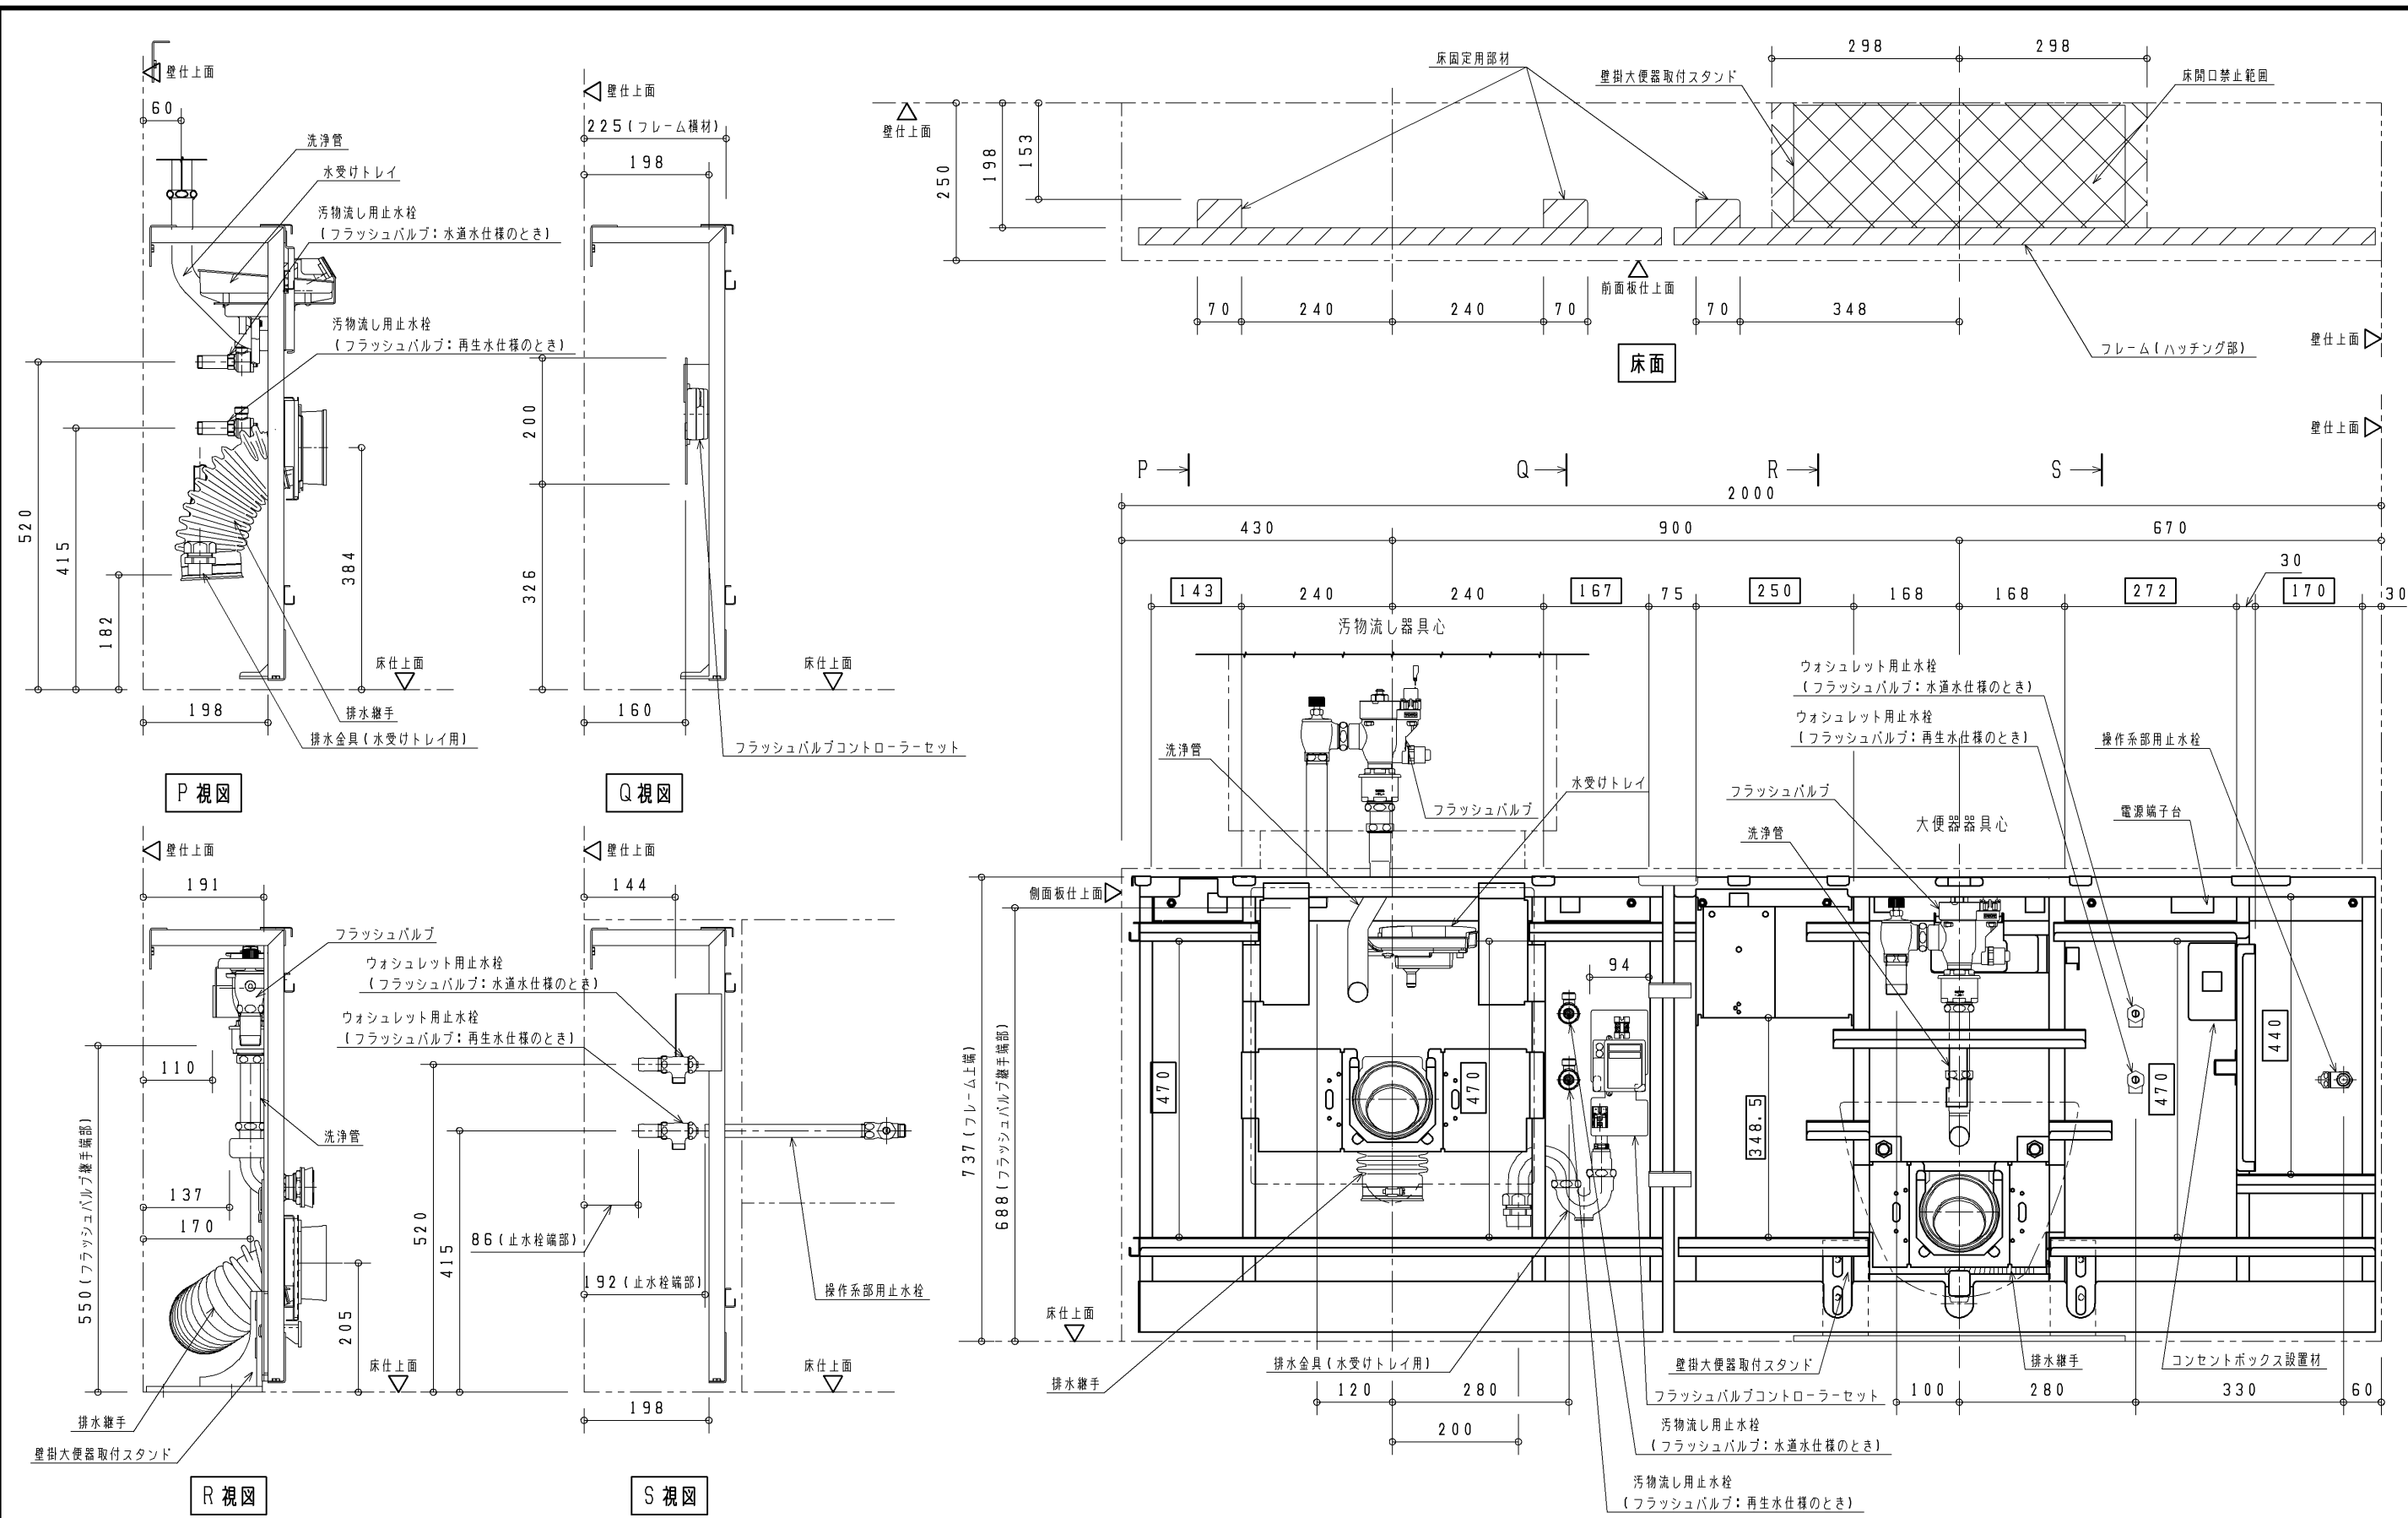 壁仕上面
60
洗浄管
水受けトレイ
汚物流し用止水栓
(フラッシュバルブ：水道水仕様のとき)
汚物流し用止水栓
(フラッシュバルブ：再生水仕様のとき)
520
415
182
384
床仕上面
198
排水継手
排水金具(水受けトレイ用)
P 視図
壁仕上面
225(フレーム横材)
198
200
326
床仕上面
160
フラッシュバルブコントローラーセット
Q 視図
床固定用部材
壁掛大便器取付スタンド
298
298
床開口禁止範囲
壁仕上面
250
198
153
前面板仕上面
70
240
240
70
70
348
フレーム(ハッチング部)
壁仕上面
床面
壁仕上面
P
Q
R
S
2000
430
900
670
30
143
240
240
167
75
250
168
168
272
170
30
汚物流し器具心
ウォシュレット用止水栓
(フラッシュバルブ：水道水仕様のとき)
ウォシュレット用止水栓
(フラッシュバルブ：再生水仕様のとき)
操作系部用止水栓
洗浄管
水受けトレイ
フラッシュバルブ
フラッシュバルブ
電源端子台
大便器器具心
洗浄管
側面板仕上面
94
737(フレーム上端)
688(フラッシュバルブ継手端部)
470
470
348.5
470
440
床仕上面
排水継手
排水金具(水受けトレイ用)
壁掛大便器取付スタンド
排水継手
コンセントボックス設置材
フラッシュバルブコントローラーセット
120
280
200
100
280
330
60
汚物流し用止水栓
(フラッシュバルブ：水道水仕様のとき)
汚物流し用止水栓
(フラッシュバルブ：再生水仕様のとき)
壁仕上面
191
フラッシュバルブ
110
550(フラッシュバルブ継手端部)
洗浄管
137
170
205
床仕上面
排水継手
壁掛大便器取付スタンド
R 視図
壁仕上面
144
ウォシュレット用止水栓
(フラッシュバルブ：水道水仕様のとき)
ウォシュレット用止水栓
(フラッシュバルブ：再生水仕様のとき)
520
415
86(止水栓端部)
192(止水栓端部)
操作系部用止水栓
床仕上面
198
S 視図